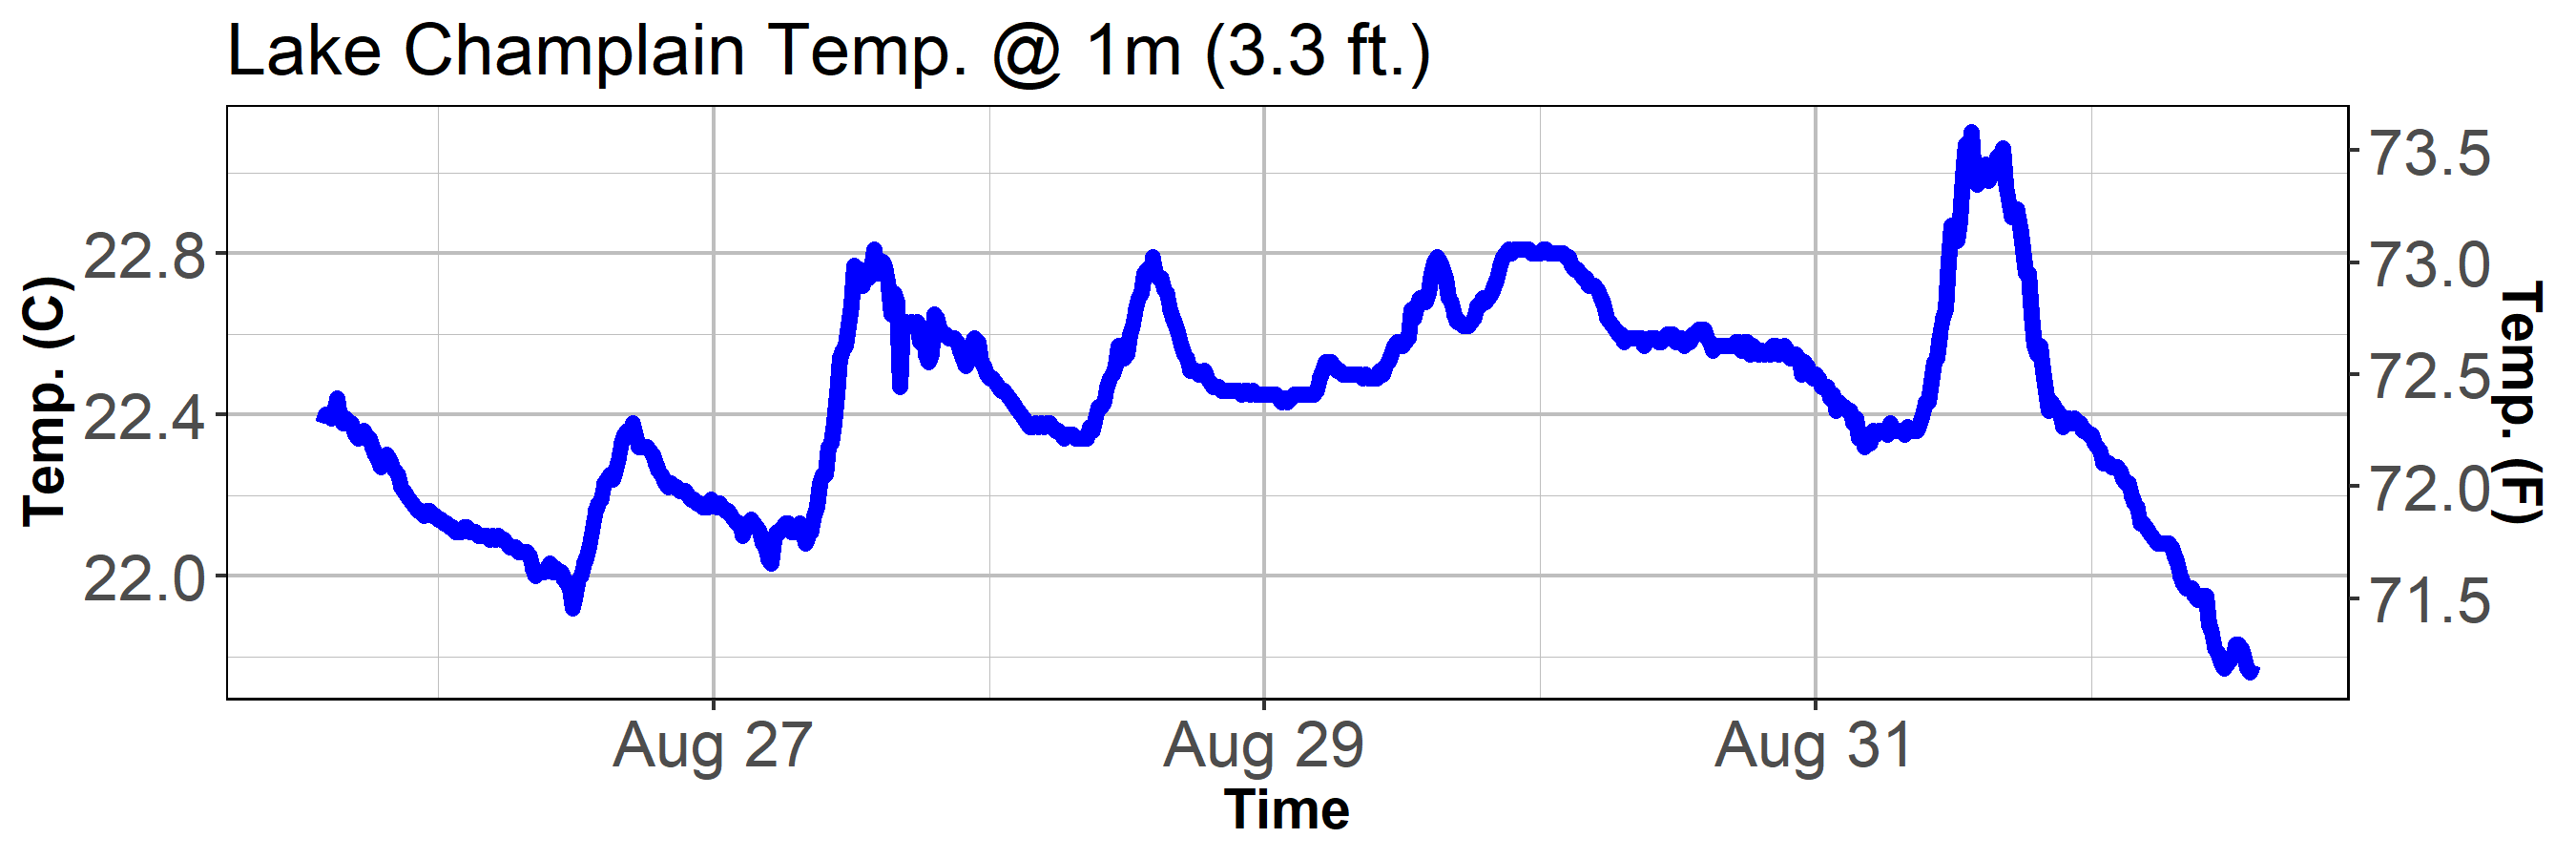 Lake Champlain Temp. @ 1m (3.3 ft.)
Temp. (C)
22.8
22.4
22.0
73.5
73.0
72.5
72.0
71.5
Temp. (F)
Aug 27
Aug 29
Aug 31
Time